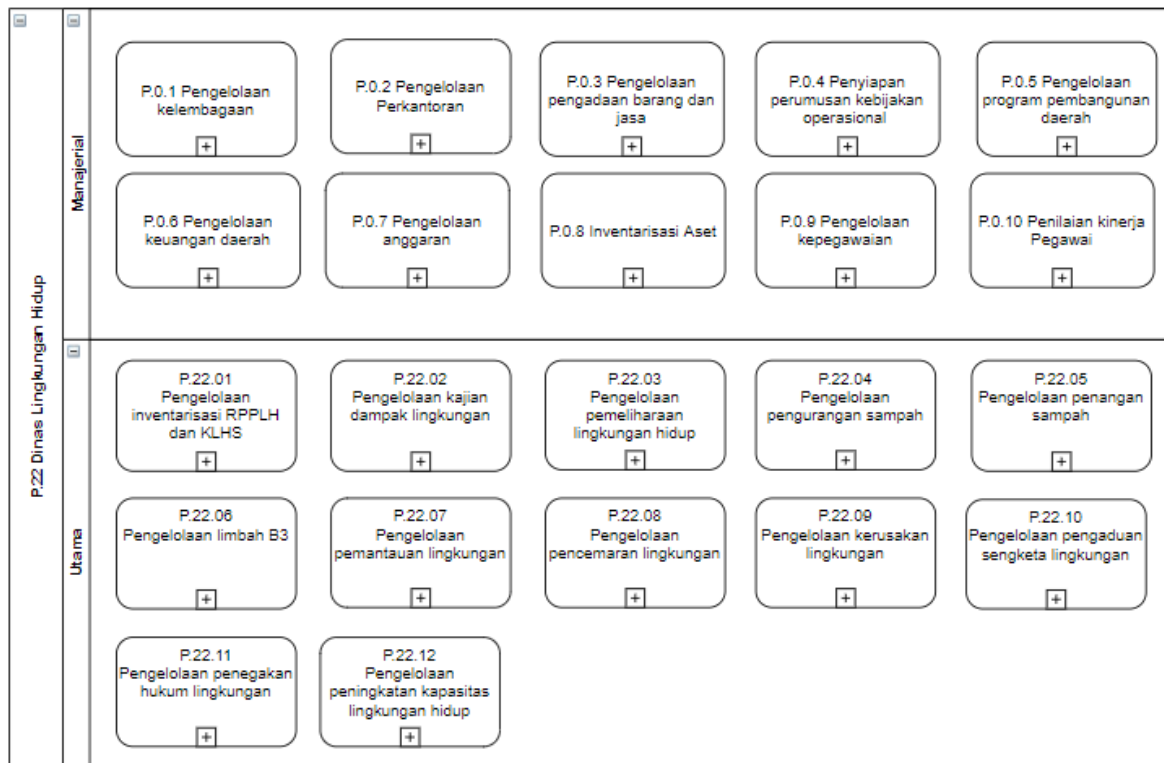 P.22 Dinas Lingkungan Hidup
Manajerial
P.0.1 Pengelolaan
kelembagaan
P.0.2 Pengelolaan
Perkantoran
P.0.3 Pengelolaan
pengadaan barang dan
jasa
P.0.4 Penyiapan
perumusan kebijakan
operasional
P.0.5 Pengelolaan
program pembangunan
daerah
P.0.6 Pengelolaan
keuangan daerah
P.0.7 Pengelolaan
anggaran
P.0.8 Inventarisasi Aset
P.0.9 Pengelolaan
kepegawaian
P.0.10 Penilaian kinerja
Pegawai
Utama
P.22.01
Pengelolaan
inventarisasi RPPLH
dan KLHS
P.22.02
Pengelolaan kajian
dampak lingkungan
P.22.03
Pengelolaan
pemeliharaan
lingkungan hidup
P.22.04
Pengelolaan
pengurangan sampah
P.22.05
Pengelolaan penangan
sampah
P.22.06
Pengelolaan limbah B3
P.22.07
Pengelolaan
pemantauan lingkungan
P.22.08
Pengelolaan
pencemaran lingkungan
P.22.09
Pengelolaan kerusakan
lingkungan
P.22.10
Pengelolaan pengaduan
sengketa lingkungan
P.22.11
Pengelolaan penegakan
hukum lingkungan
P.22.12
Pengelolaan
peningkatan kapasitas
lingkungan hidup